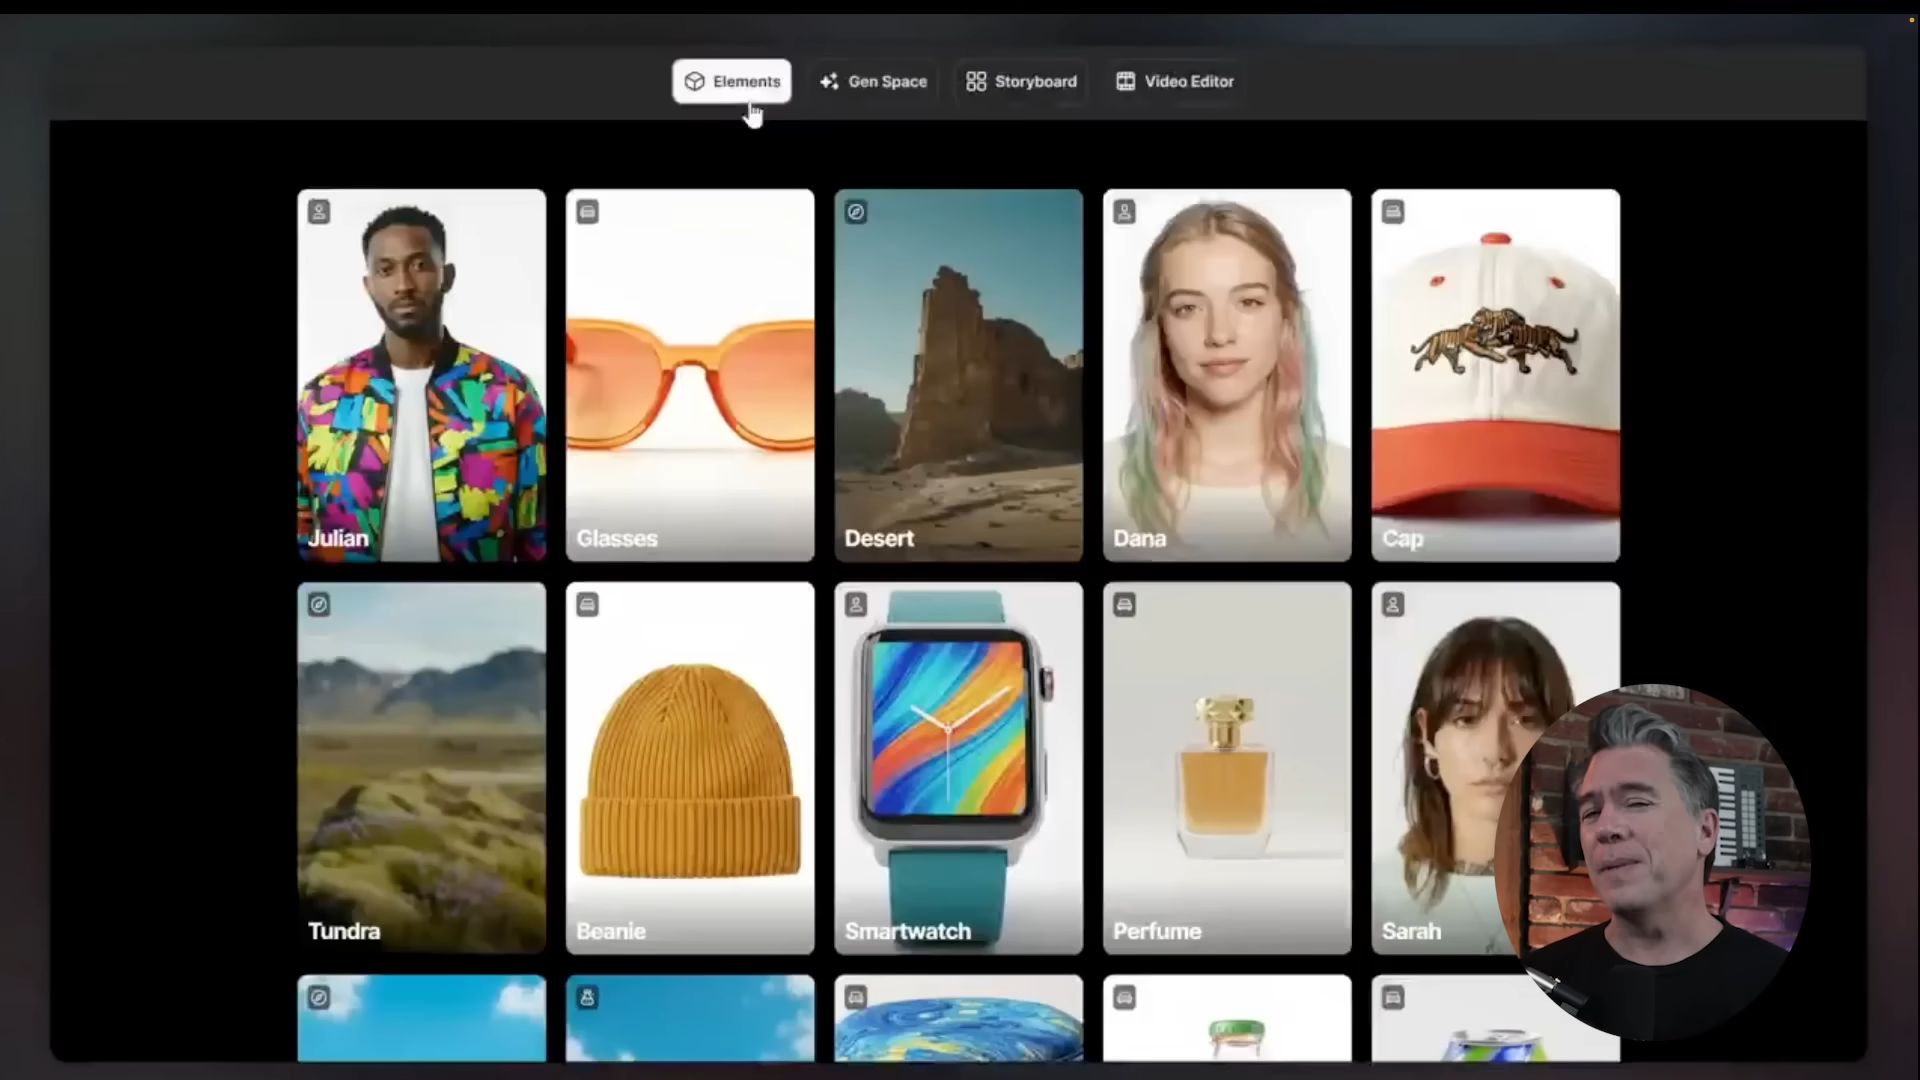 Elements
Gen Space
Storyboard
Video Editor
Julian
Glasses
Desert
Dana
Cap
Tundra
Beanie
Smartwatch
Perfume
Sarah